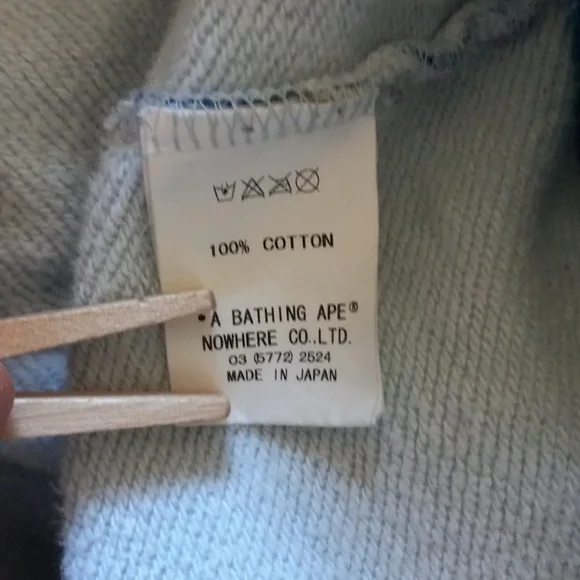 100% COTTON
•A BATHING APE®
NOWHERE CO.,LTD.
03 (5772) 2524
MADE IN JAPAN